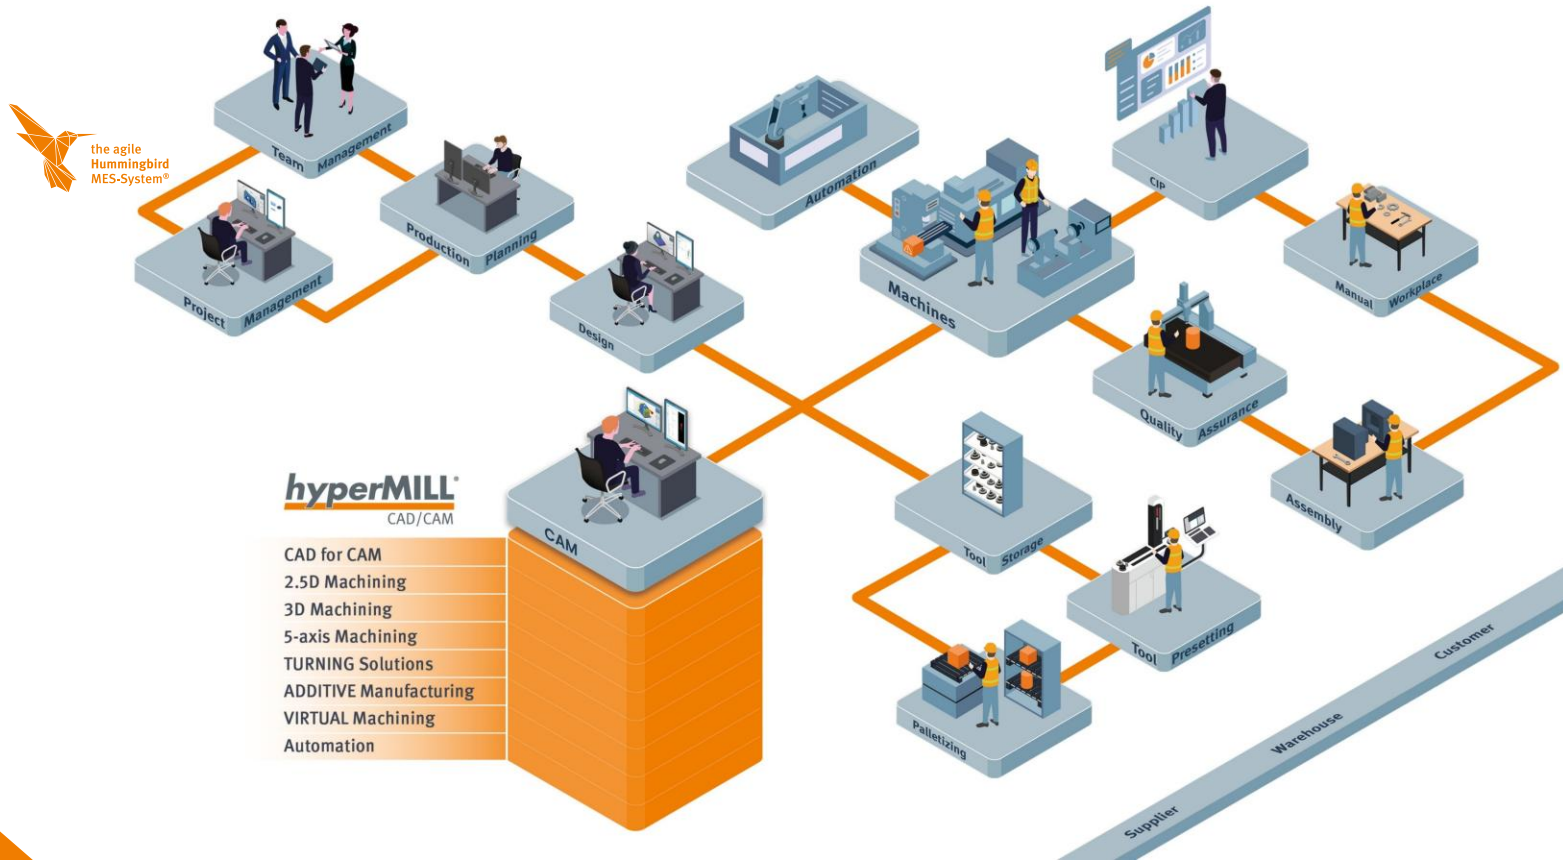 the agile
Hummingbird
MES-System®
Team Management
Project Management
Production Planning
Design
Automation
Machines
CIP
Manual Workplace
Quality Assurance
Assembly
hyperMILL®
CAD/CAM
CAM
CAD for CAM
2.5D Machining
3D Machining
5-axis Machining
TURNING Solutions
ADDITIVE Manufacturing
VIRTUAL Machining
Automation
Tool Storage
Tool Presetting
Palletizing
Supplier
Warehouse
Customer